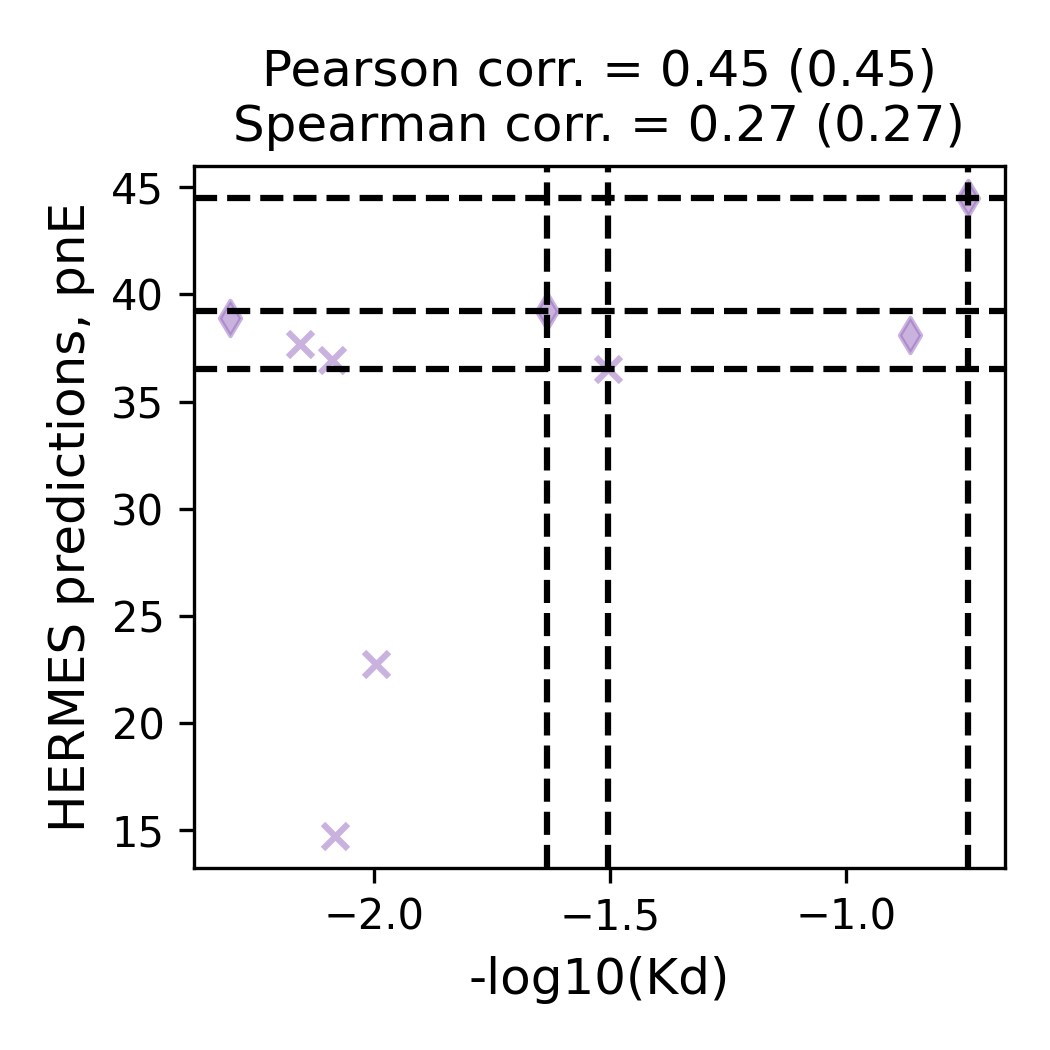 Pearson corr. = 0.45 (0.45)
Spearman corr. = 0.27 (0.27)
HERMES predictions, pnE
45
40
35
30
25
20
15
−2.0
−1.5
−1.0
-log10(Kd)